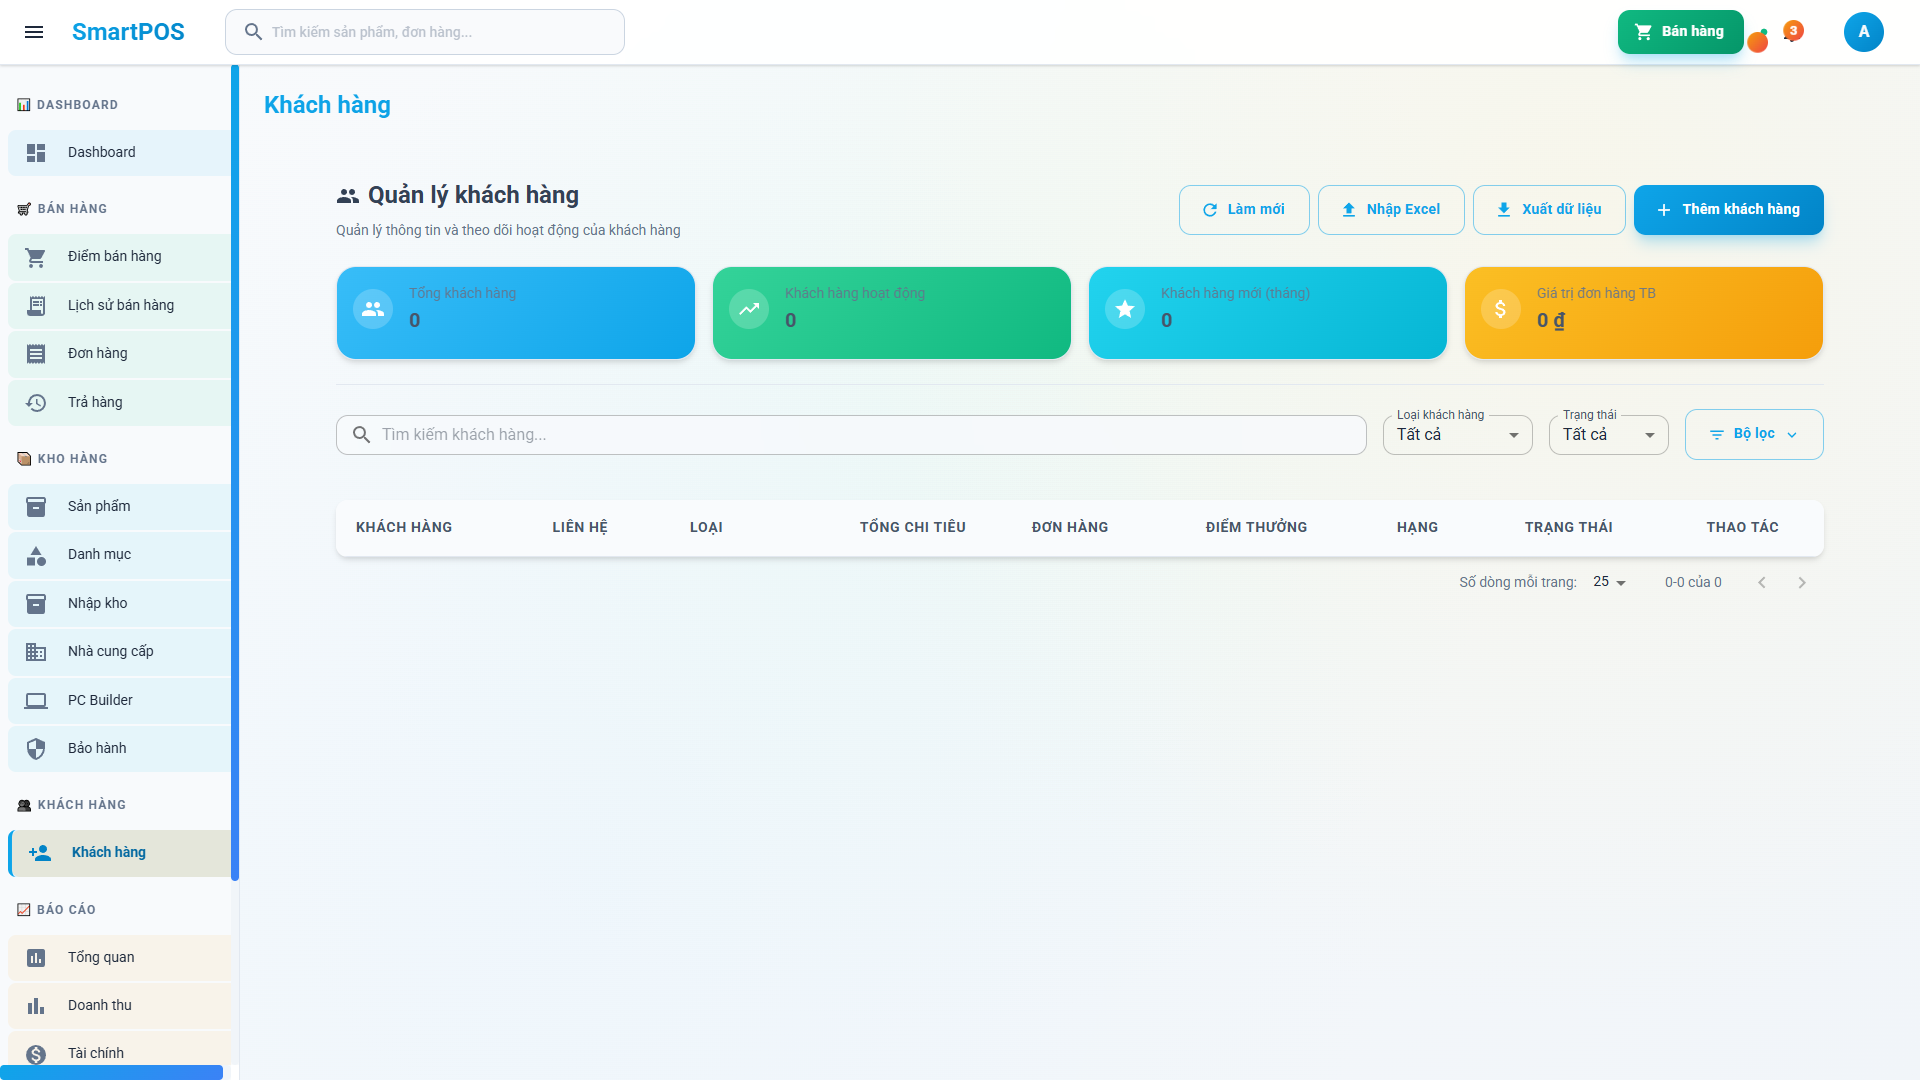 SmartPOS
Tìm kiếm sản phẩm, đơn hàng...
Bán hàng
3
A
DASHBOARD
Dashboard
BÁN HÀNG
Điểm bán hàng
Lịch sử bán hàng
Đơn hàng
Trả hàng
KHO HÀNG
Sản phẩm
Danh mục
Nhập kho
Nhà cung cấp
PC Builder
Bảo hành
KHÁCH HÀNG
Khách hàng
BÁO CÁO
Tổng quan
Doanh thu
Tài chính
Khách hàng
Quản lý khách hàng
Quản lý thông tin và theo dõi hoạt động của khách hàng
Làm mới
Nhập Excel
Xuất dữ liệu
Thêm khách hàng
Tổng khách hàng
0
Khách hàng hoạt động
0
Khách hàng mới (tháng)
0
Giá trị đơn hàng TB
0 ₫
Tìm kiếm khách hàng...
Loại khách hàng
Tất cả
Trạng thái
Tất cả
Bộ lọc
KHÁCH HÀNG LIÊN HỆ LOẠI TỔNG CHI TIÊU ĐƠN HÀNG ĐIỂM THƯỞNG HẠNG TRẠNG THÁI THAO TÁC
Số dòng mỗi trang: 25 0-0 của 0